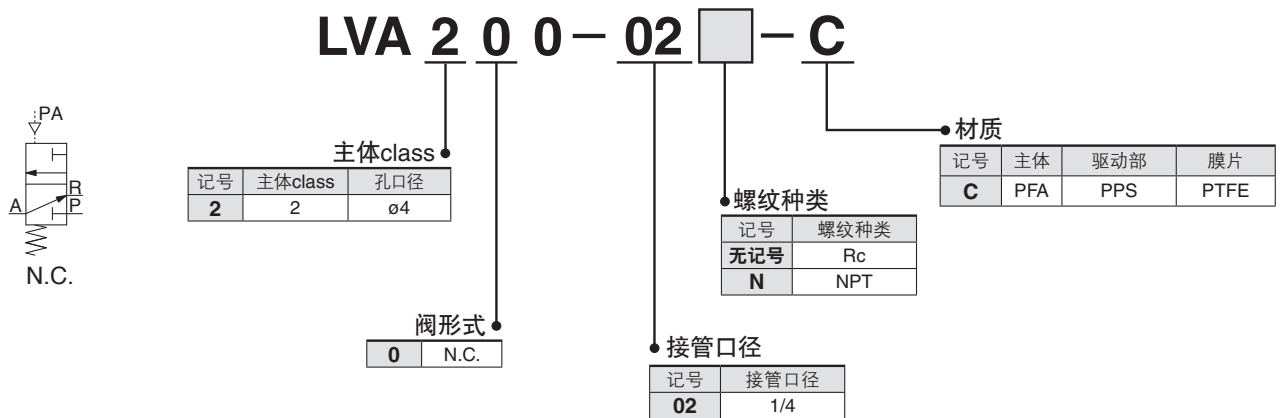 LVA 2 0 0 - 02 - C
PA
A
R
P
N.C.
主体class
记号 主体class 孔口径
2 2 ø4
阀形式
0 N.C.
接管口径
记号 接管口径
02 1/4
螺纹种类
记号 螺纹种类
无记号 Rc
N NPT
材质
记号 主体 驱动部 膜片
C PFA PPS PTFE